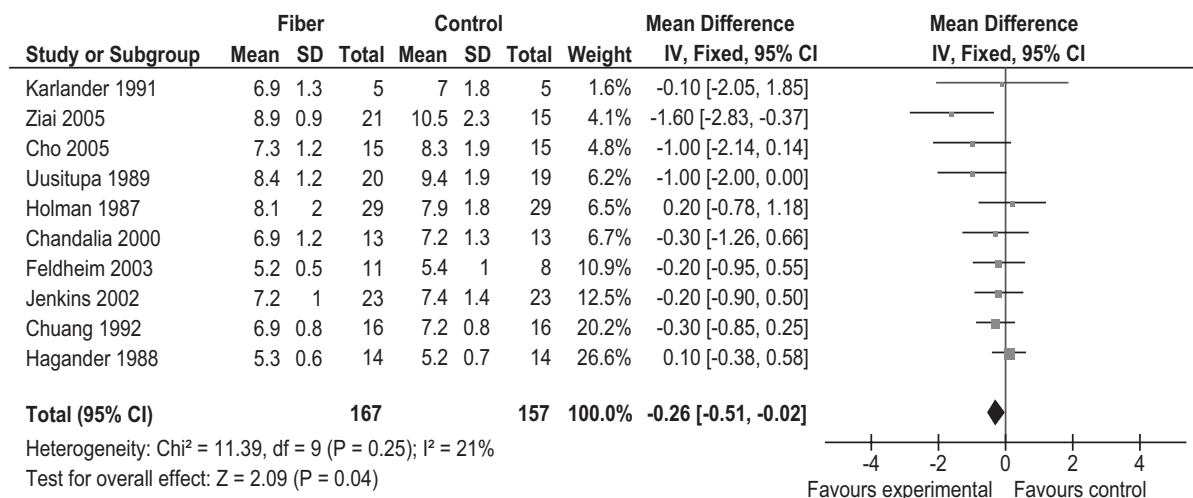 Fiber Control Mean Difference Mean Difference
Study or Subgroup Mean SD Total Mean SD Total Weight IV, Fixed, 95% CI IV, Fixed, 95% CI
Karlander 1991 6.9 1.3 5 7 1.8 5 1.6% -0.10 [-2.05, 1.85]
Ziai 2005 8.9 0.9 21 10.5 2.3 15 4.1% -1.60 [-2.83, -0.37]
Cho 2005 7.3 1.2 15 8.3 1.9 15 4.8% -1.00 [-2.14, 0.14]
Uusitupa 1989 8.4 1.2 20 9.4 1.9 19 6.2% -1.00 [-2.00, 0.00]
Holman 1987 8.1 2 29 7.9 1.8 29 6.5% 0.20 [-0.78, 1.18]
Chandalia 2000 6.9 1.2 13 7.2 1.3 13 6.7% -0.30 [-1.26, 0.66]
Feldheim 2003 5.2 0.5 11 5.4 1 8 10.9% -0.20 [-0.95, 0.55]
Jenkins 2002 7.2 1 23 7.4 1.4 23 12.5% -0.20 [-0.90, 0.50]
Chuang 1992 6.9 0.8 16 7.2 0.8 16 20.2% -0.30 [-0.85, 0.25]
Hagander 1988 5.3 0.6 14 5.2 0.7 14 26.6% 0.10 [-0.38, 0.58]
Total (95% CI) 167 157 100.0% -0.26 [-0.51, -0.02]
Heterogeneity: Chi² = 11.39, df = 9 (P = 0.25); I² = 21%
Test for overall effect: Z = 2.09 (P = 0.04)
-4 -2 0 2 4
Favours experimental Favours control